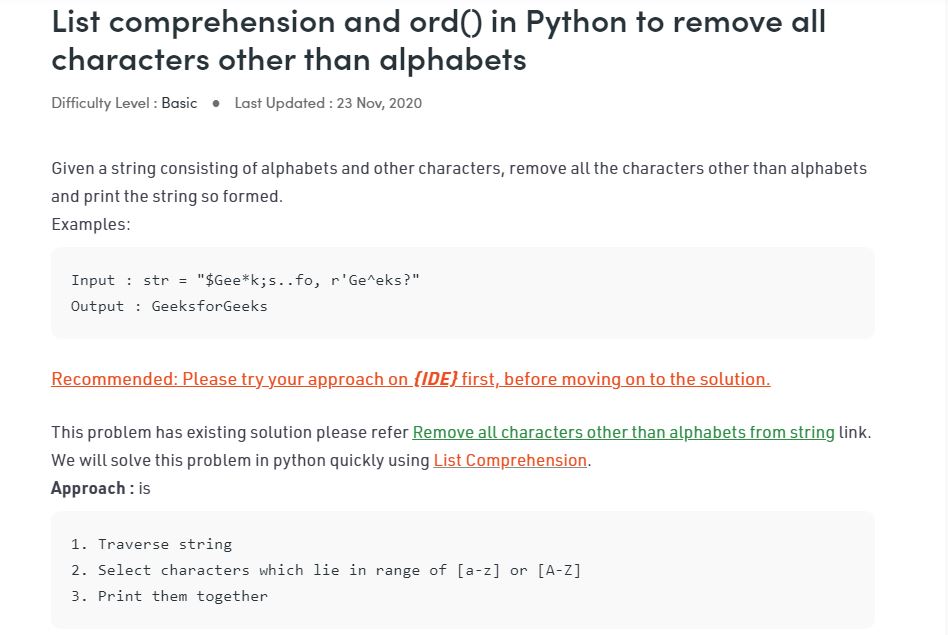 List comprehension and ord() in Python to remove all
characters other than alphabets
Difficulty Level : Basic ● Last Updated : 23 Nov, 2020
Given a string consisting of alphabets and other characters, remove all the characters other than alphabets
and print the string so formed.
Examples:
Input : str = "$Gee*k;s..fo, r'Ge^eks?"
Output : GeeksforGeeks
Recommended: Please try your approach on {IDE} first, before moving on to the solution.
This problem has existing solution please refer Remove all characters other than alphabets from string link.
We will solve this problem in python quickly using List Comprehension.
Approach : is
1. Traverse string
2. Select characters which lie in range of [a-z] or [A-Z]
3. Print them together